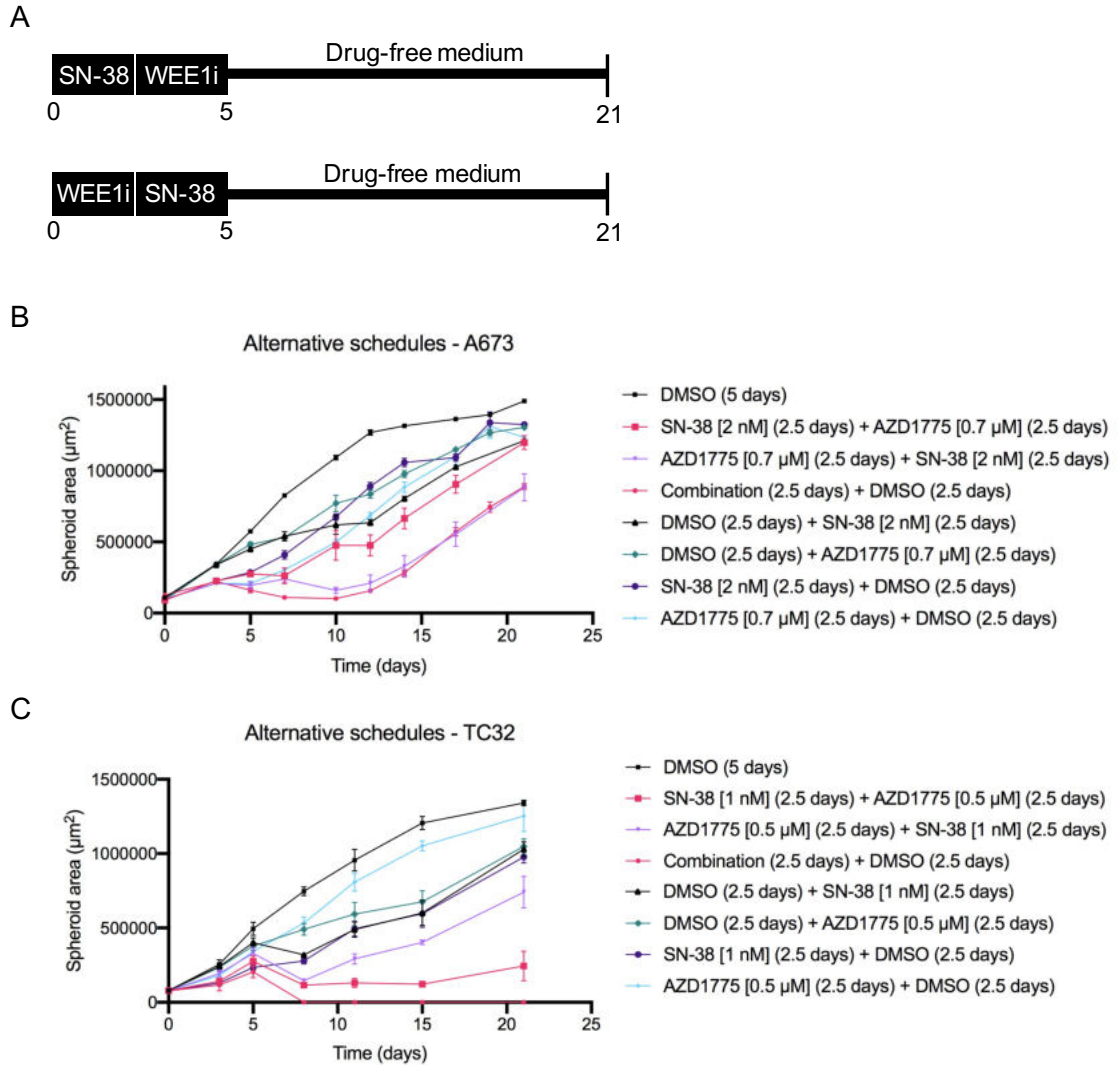 A
Drug-free medium
SN-38 WEE1i
0 5 21
Drug-free medium
WEE1i SN-38
0 5 21
B
Alternative schedules - A673
1500000
1000000
500000
0
Spheroid area (µm²)
0 5 10 15 20 25
Time (days)
DMSO (5 days)
SN-38 [2 nM] (2.5 days) + AZD1775 [0.7 µM] (2.5 days)
AZD1775 [0.7 µM] (2.5 days) + SN-38 [2 nM] (2.5 days)
Combination (2.5 days) + DMSO (2.5 days)
DMSO (2.5 days) + SN-38 [2 nM] (2.5 days)
DMSO (2.5 days) + AZD1775 [0.7 µM] (2.5 days)
SN-38 [2 nM] (2.5 days) + DMSO (2.5 days)
AZD1775 [0.7 µM] (2.5 days) + DMSO (2.5 days)
C
Alternative schedules - TC32
1500000
1000000
500000
0
Spheroid area (µm²)
0 5 10 15 20 25
Time (days)
DMSO (5 days)
SN-38 [1 nM] (2.5 days) + AZD1775 [0.5 µM] (2.5 days)
AZD1775 [0.5 µM] (2.5 days) + SN-38 [1 nM] (2.5 days)
Combination (2.5 days) + DMSO (2.5 days)
DMSO (2.5 days) + SN-38 [1 nM] (2.5 days)
DMSO (2.5 days) + AZD1775 [0.5 µM] (2.5 days)
SN-38 [1 nM] (2.5 days) + DMSO (2.5 days)
AZD1775 [0.5 µM] (2.5 days) + DMSO (2.5 days)